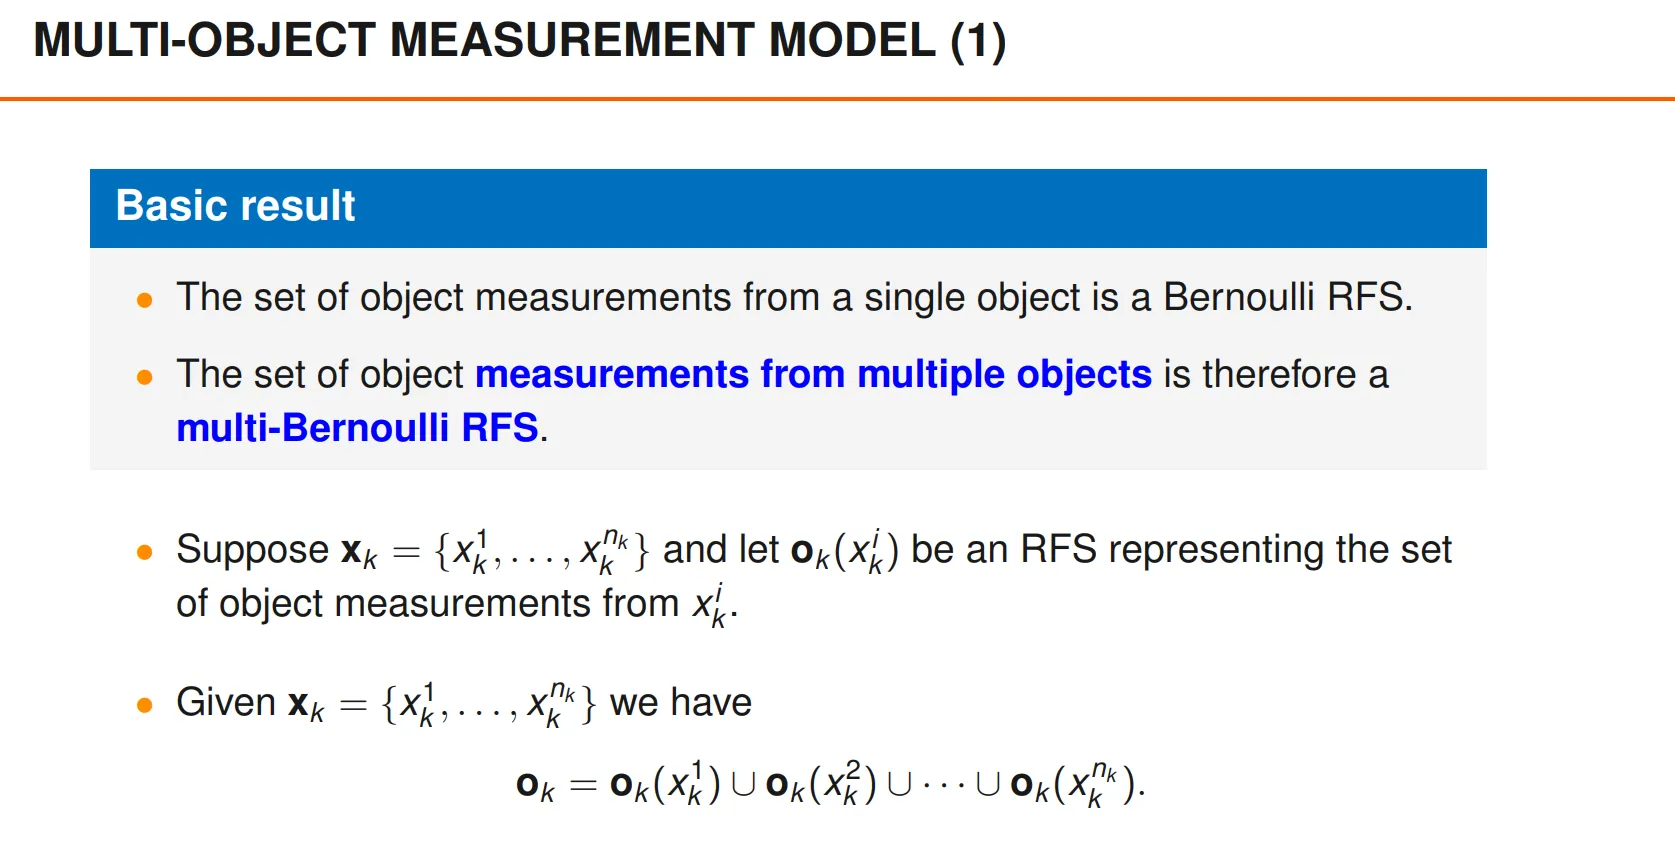 MULTI-OBJECT MEASUREMENT MODEL (1)
Basic result
• The set of object measurements from a single object is a Bernoulli RFS.
• The set of object measurements from multiple objects is therefore a
multi-Bernoulli RFS.
• Suppose $\mathbf{x}_k = \{x_k^1, \ldots, x_k^{n_k}\}$ and let $\mathbf{o}_k(x_k^i)$ be an RFS representing the set
of object measurements from $x_k^i$.
• Given $\mathbf{x}_k = \{x_k^1, \ldots, x_k^{n_k}\}$ we have
$\mathbf{o}_k = \mathbf{o}_k(x_k^1) \cup \mathbf{o}_k(x_k^2) \cup \cdots \cup \mathbf{o}_k(x_k^{n_k}).$